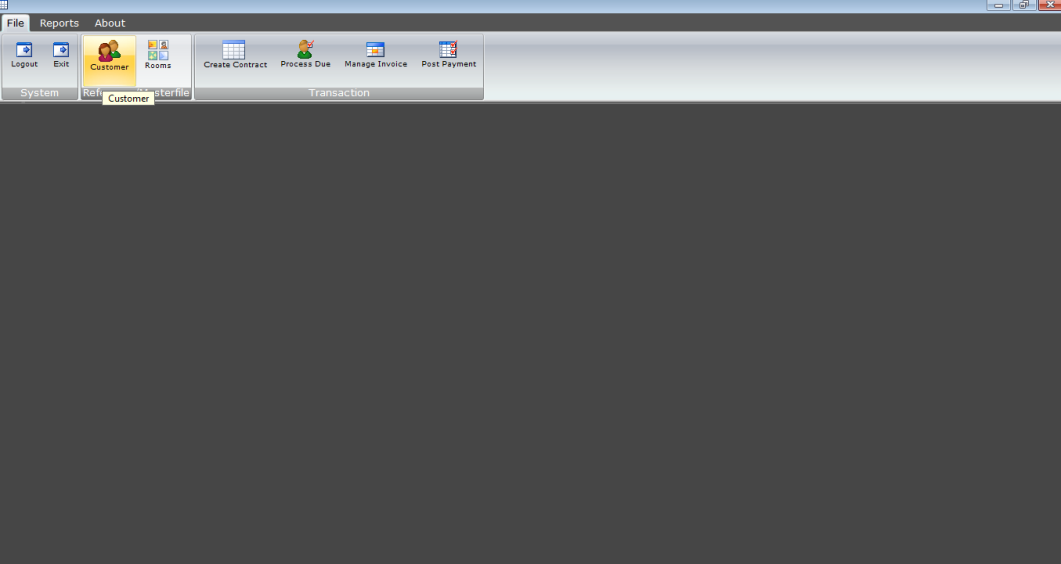 File Reports About
Logout Exit Customer Rooms Create Contract Process Due Manage Invoice Post Payment
System Transaction
Customer